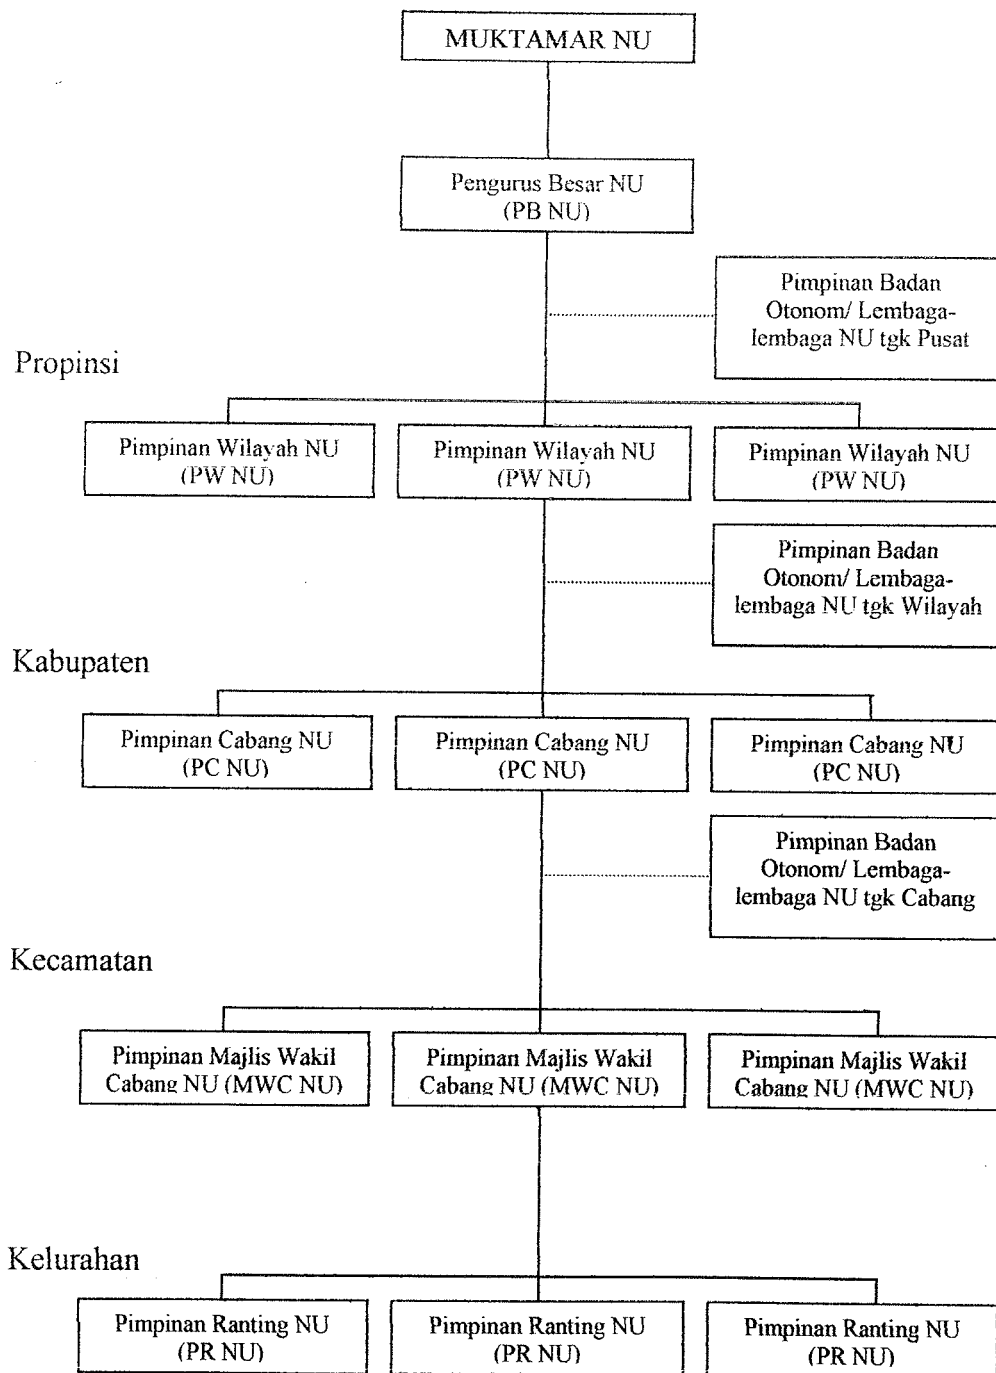 MUKTAMAR NU
Pengurus Besar NU
(PB NU)
Pimpinan Badan
Otonom/ Lembaga-
lembaga NU tgk Pusat
Propinsi
Pimpinan Wilayah NU
(PW NU)
Pimpinan Wilayah NU
(PW NU)
Pimpinan Wilayah NU
(PW NU)
Pimpinan Badan
Otonom/ Lembaga-
lembaga NU tgk Wilayah
Kabupaten
Pimpinan Cabang NU
(PC NU)
Pimpinan Cabang NU
(PC NU)
Pimpinan Cabang NU
(PC NU)
Pimpinan Badan
Otonom/ Lembaga-
lembaga NU tgk Cabang
Kecamatan
Pimpinan Majlis Wakil
Cabang NU (MWC NU)
Pimpinan Majlis Wakil
Cabang NU (MWC NU)
Pimpinan Majlis Wakil
Cabang NU (MWC NU)
Kelurahan
Pimpinan Ranting NU
(PR NU)
Pimpinan Ranting NU
(PR NU)
Pimpinan Ranting NU
(PR NU)